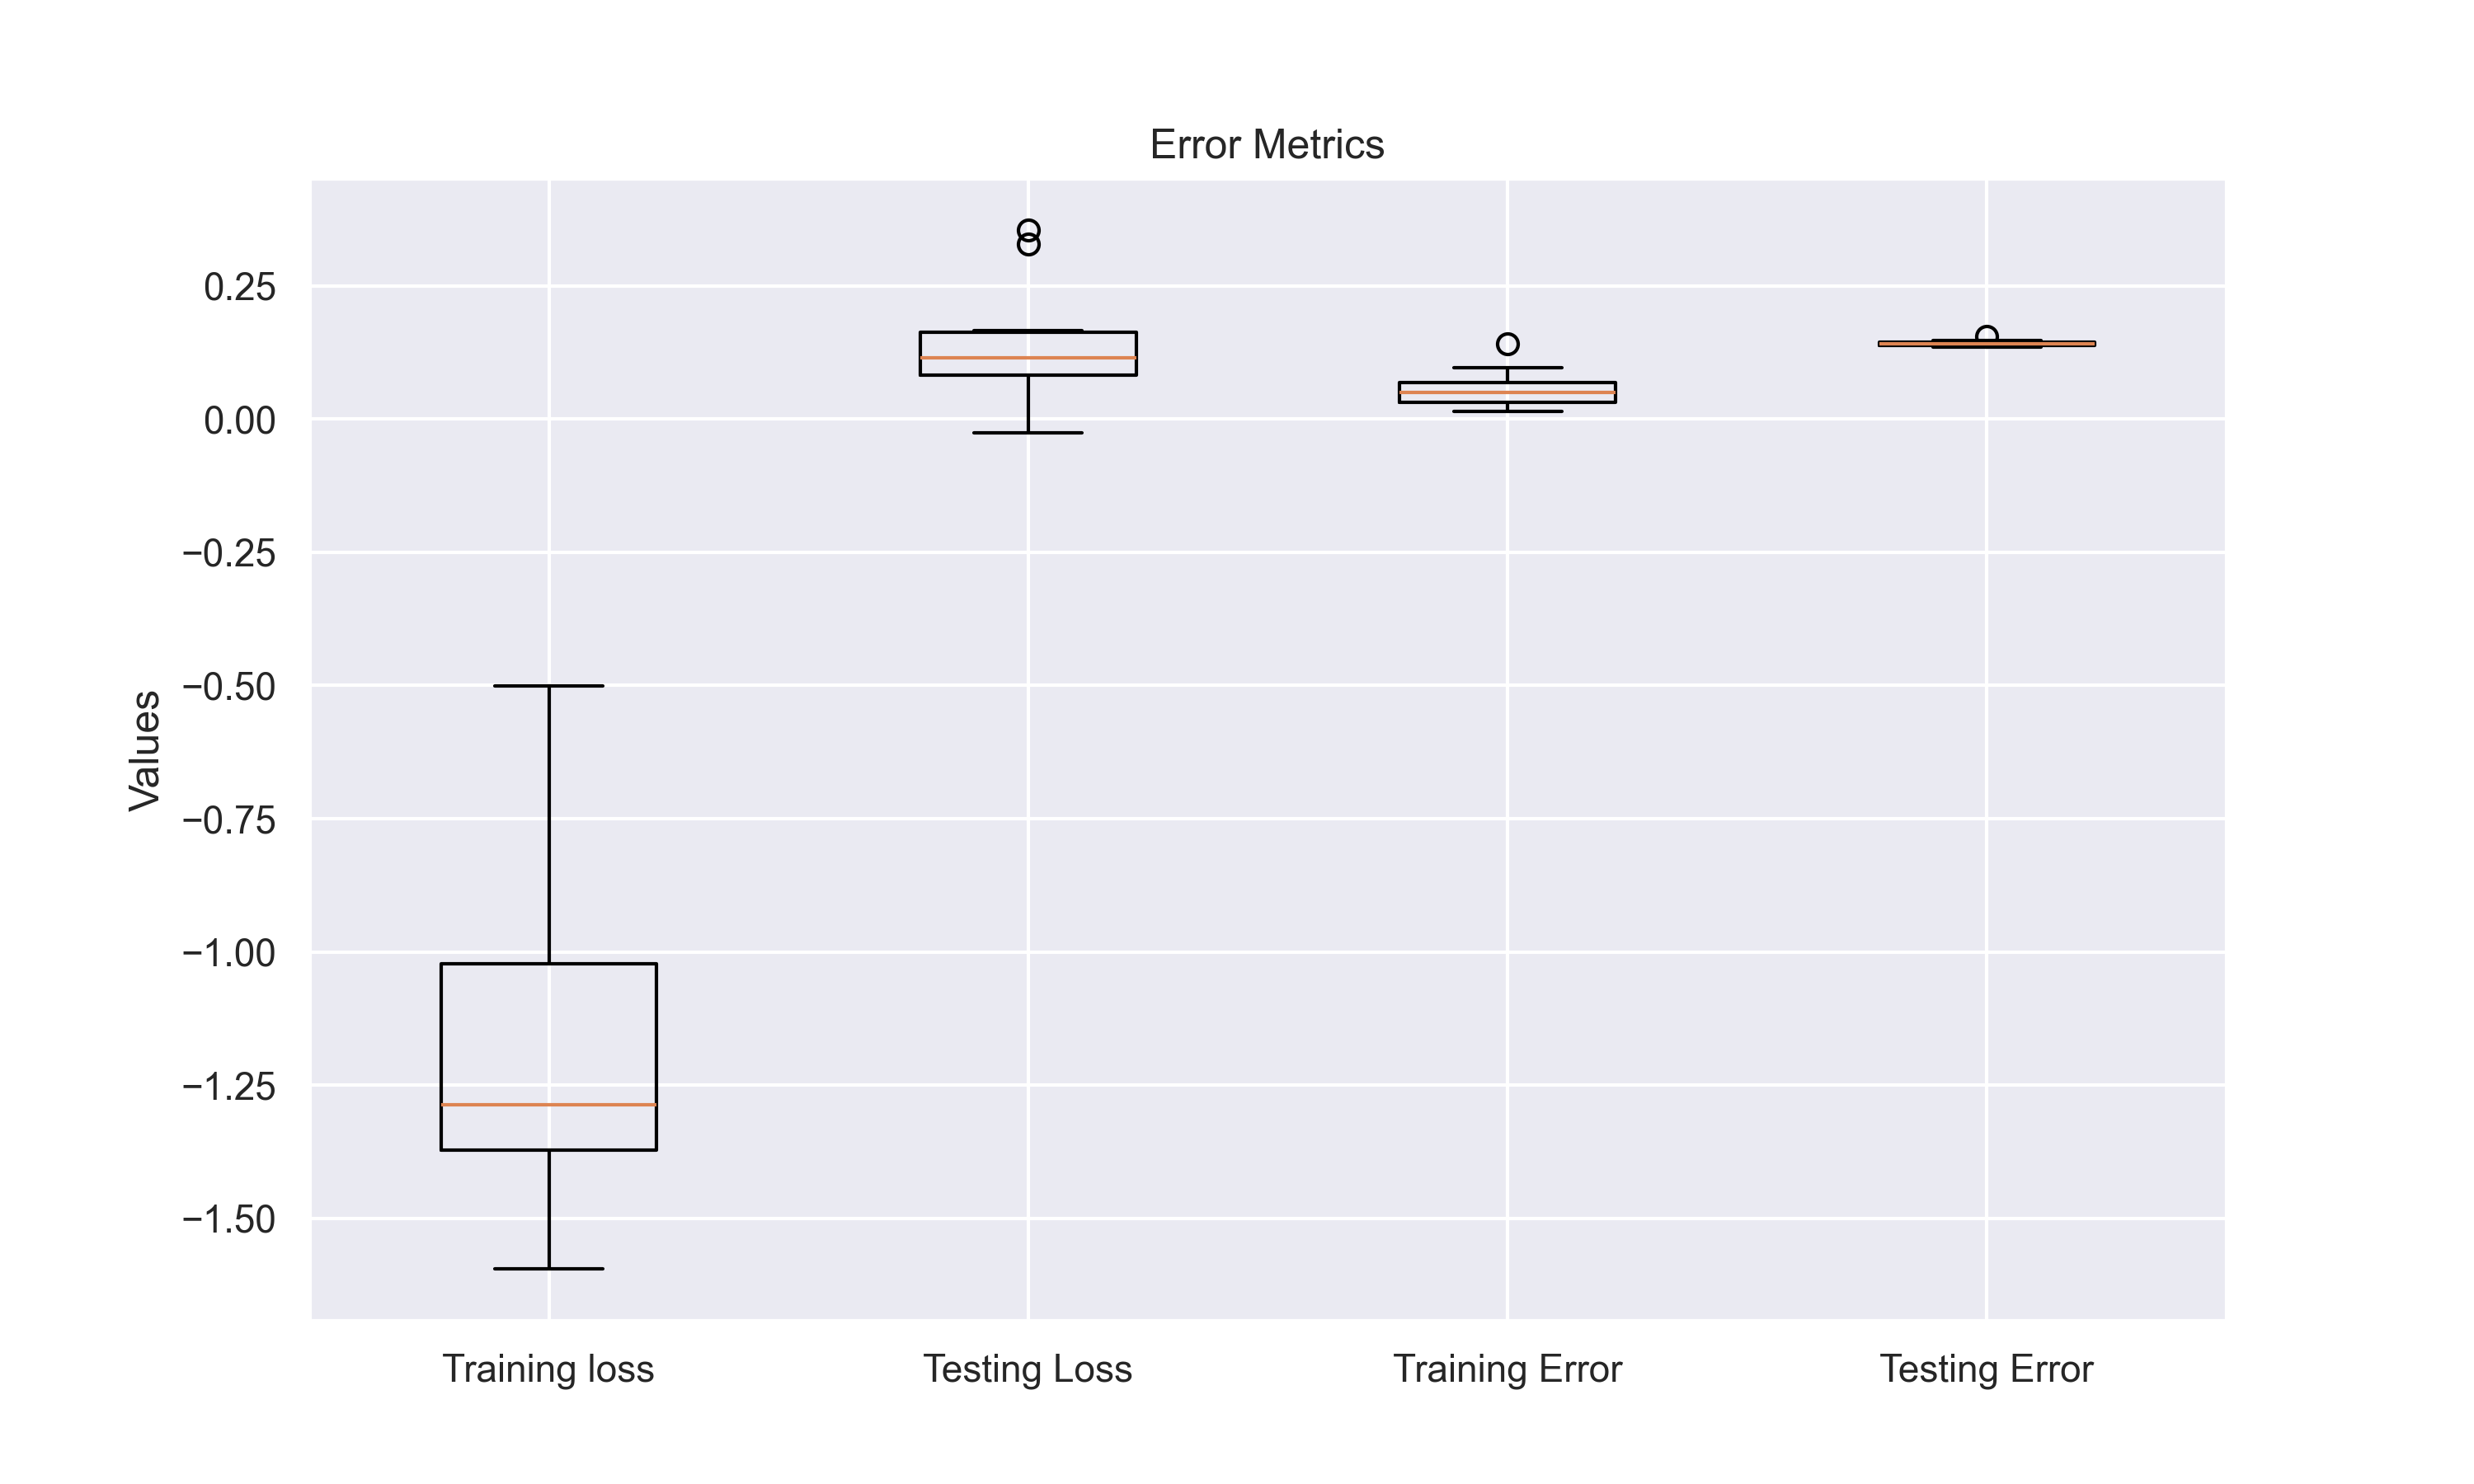 Error Metrics
0.25
0.00
−0.25
−0.50
−0.75
−1.00
−1.25
−1.50
Values
Training loss
Testing Loss
Training Error
Testing Error